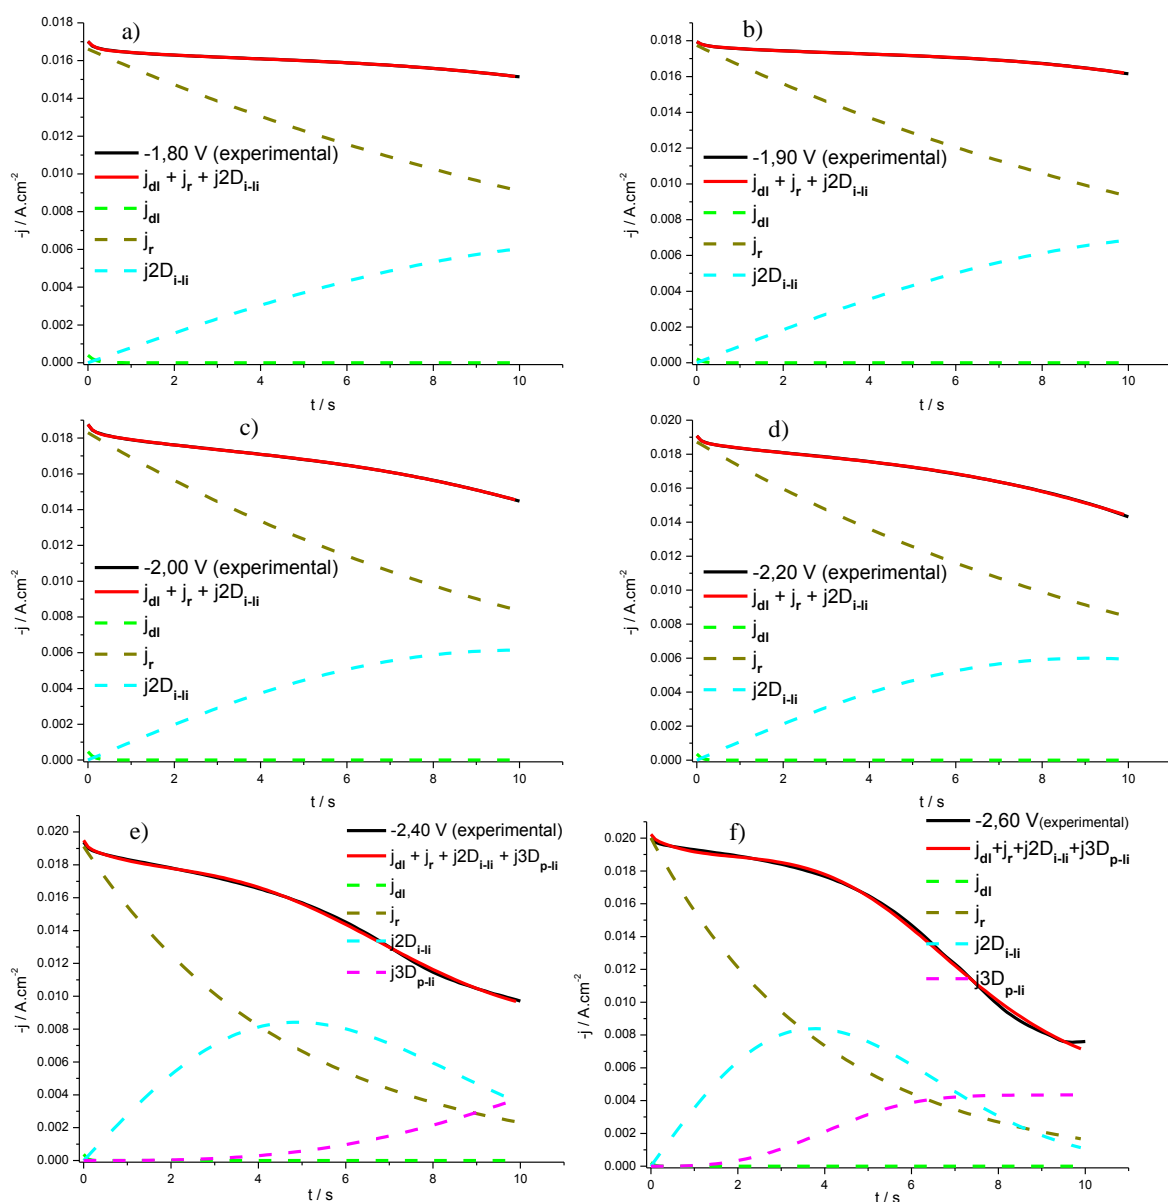 a)
0.018
0.016
0.014
0.012
0.010
0.008
0.006
0.004
0.002
0.000
-j / A.cm-2
-1,80 V (experimental)
jdl + jr + j2Di-li
jdl
jr
j2Di-li
0 2 4 6 8 10
t / s
b)
0.018
0.016
0.014
0.012
0.010
0.008
0.006
0.004
0.002
0.000
-j / A.cm-2
-1,90 V (experimental)
jdl + jr + j2Di-li
jdl
jr
j2Di-li
0 2 4 6 8 10
t / s
c)
0.018
0.016
0.014
0.012
0.010
0.008
0.006
0.004
0.002
0.000
-j / A.cm-2
-2,00 V (experimental)
jdl + jr + j2Di-li
jdl
jr
j2Di-li
0 2 4 6 8 10
t / s
d)
0.020
0.018
0.016
0.014
0.012
0.010
0.008
0.006
0.004
0.002
0.000
-j / A.cm-2
-2,20 V (experimental)
jdl + jr + j2Di-li
jdl
jr
j2Di-li
0 2 4 6 8 10
t / s
e)
0.020
0.018
0.016
0.014
0.012
0.010
0.008
0.006
0.004
0.002
0.000
-j / A.cm-2
-2,40 V (experimental)
jdl + jr + j2Di-li + j3Dp-li
jdl
jr
j2Di-li
j3Dp-li
0 2 4 6 8 10
t / s
f)
0.020
0.018
0.016
0.014
0.012
0.010
0.008
0.006
0.004
0.002
0.000
-j / A.cm-2
-2,60 V (experimental)
jdl+jr+j2Di-li+j3Dp-li
jdl
jr
j2Di-li
j3Dp-li
0 2 4 6 8 10
t / s